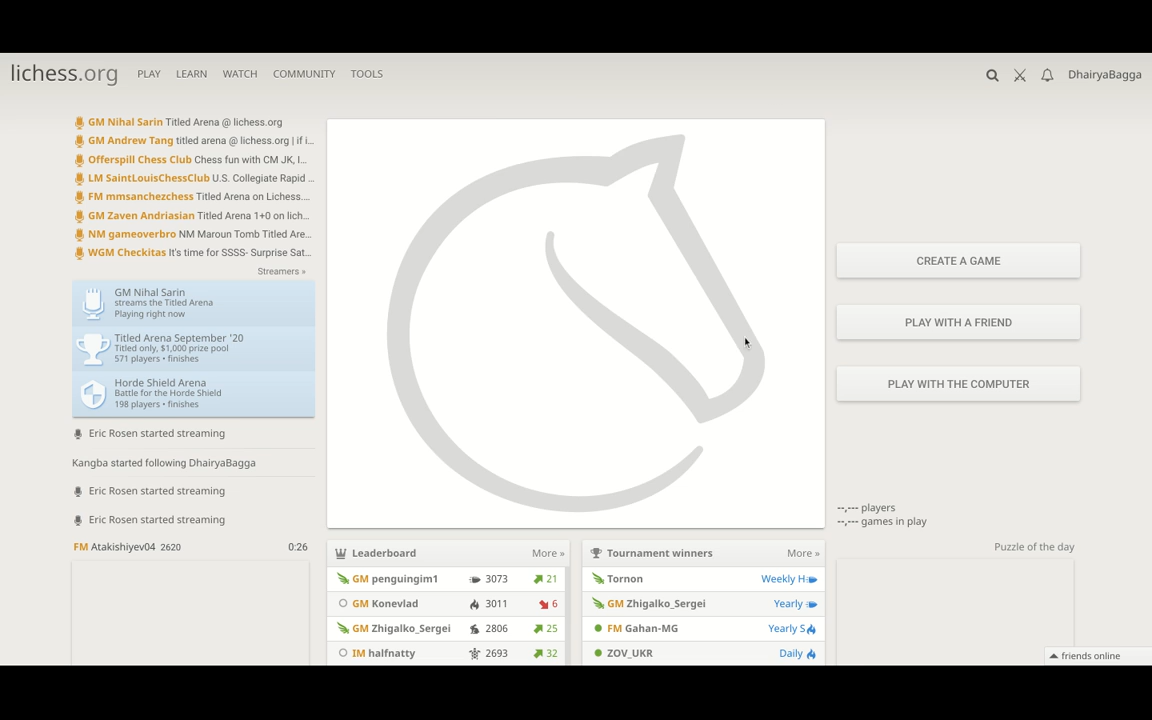 lichess.org PLAY LEARN WATCH COMMUNITY TOOLS DhairyaBagga
GM Nihal Sarin Titled Arena @ lichess.org
GM Andrew Tang titled arena @ lichess.org | if i...
Offerspill Chess Club Chess fun with CM JK, I...
LM SaintLouisChessClub U.S. Collegiate Rapid ...
FM mmsanchezchess Titled Arena on Lichess....
GM Zaven Andriasian Titled Arena 1+0 on lich...
NM gameoverbro NM Maroun Tomb Titled Are...
WGM Checkitas It's time for SSSS- Surprise Sat...
Streamers »
GM Nihal Sarin
streams the Titled Arena
Playing right now
Titled Arena September '20
Titled only, $1,000 prize pool
571 players • finishes
Horde Shield Arena
Battle for the Horde Shield
198 players • finishes
Eric Rosen started streaming
Kangba started following DhairyaBagga
Eric Rosen started streaming
Eric Rosen started streaming
FM Atakishiyev04 2620 0:26
CREATE A GAME
PLAY WITH A FRIEND
PLAY WITH THE COMPUTER
--,--- players
--,--- games in play
Leaderboard More »
GM penguingim1 3073 21
GM Konevlad 3011 6
GM Zhigalko_Sergei 2806 25
IM halfnatty 2693 32
Tournament winners More »
Tornon Weekly H
GM Zhigalko_Sergei Yearly
FM Gahan-MG Yearly S
ZOV_UKR Daily
Puzzle of the day
friends online